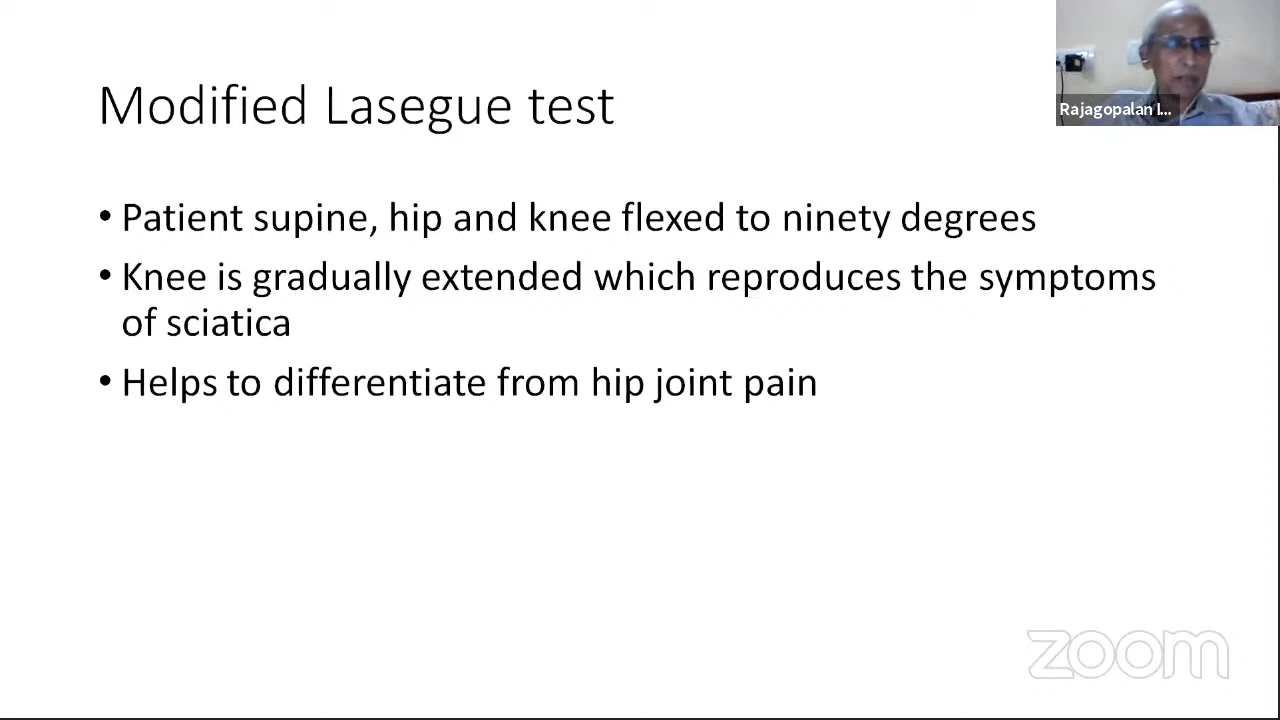 Modified Lasegue test
Rajagopalan I...
• Patient supine, hip and knee flexed to ninety degrees
• Knee is gradually extended which reproduces the symptoms
of sciatica
• Helps to differentiate from hip joint pain
zoom